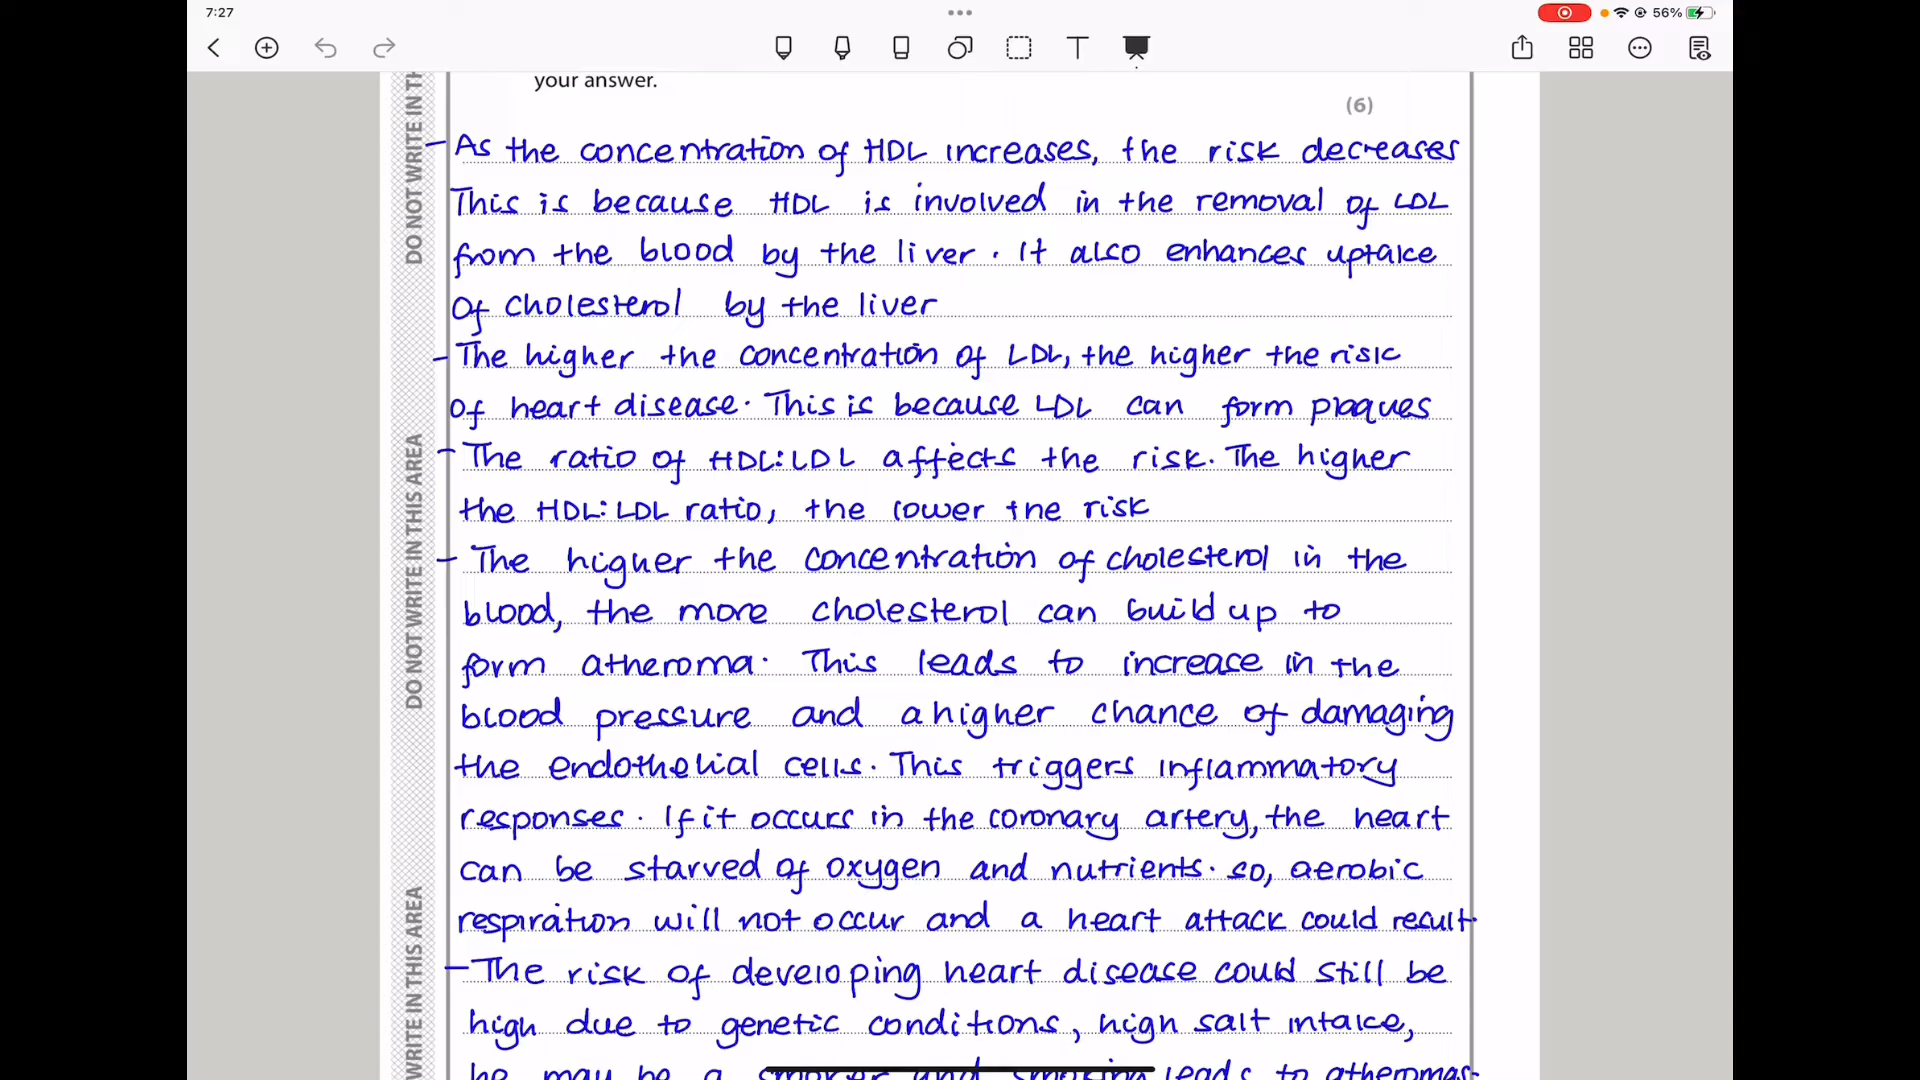 7:27
56%
your answer.
(6)
- As the concentration of HDL increases, the risk decreases
This is because HDL is involved in the removal of LDL
from the blood by the liver. It also enhances uptake
of cholesterol by the liver
- The higher the concentration of LDL, the higher the risk
of heart disease. This is because LDL can form plaques
- The ratio of HDL:LDL affects the risk. The higher
the HDL:LDL ratio, the lower the risk
- The higher the concentration of cholesterol in the
blood, the more cholesterol can build up to
form atheroma. This leads to increase in the
blood pressure and a higher chance of damaging
the endothelial cells. This triggers inflammatory
responses. If it occurs in the coronary artery, the heart
can be starved of oxygen and nutrients. so, aerobic
respiration will not occur and a heart attack could result.
- The risk of developing heart disease could still be
high due to genetic conditions, high salt intake,
he may be a smoker and smoking leads to atheromas.
DO NOT WRITE IN TH
DO NOT WRITE IN THIS AREA
WRITE IN THIS AREA